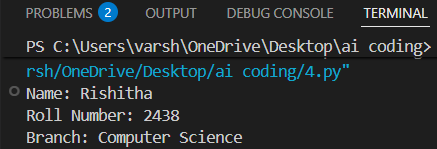 PROBLEMS 2 OUTPUT DEBUG CONSOLE TERMINAL
PS C:\Users\varsh\OneDrive\Desktop\ai coding>
rsh/OneDrive/Desktop/ai coding/4.py"
Name: Rishitha
Roll Number: 2438
Branch: Computer Science